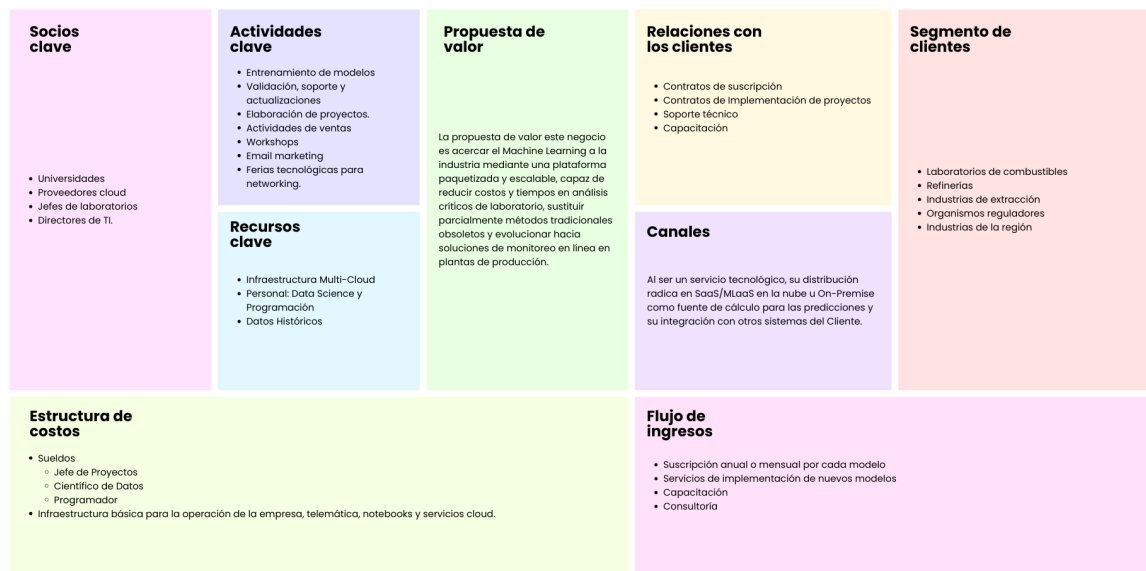 Socios
clave
• Universidades
• Proveedores cloud
• Jefes de laboratorios
• Directores de TI.
Actividades
clave
• Entrenamiento de modelos
• Validación, soporte y
actualizaciones
• Elaboración de proyectos.
• Actividades de ventas
• Workshops
• Email marketing
• Ferias tecnológicas para
networking.
Recursos
clave
• Infraestructura Multi-Cloud
• Personal: Data Science y
Programación
• Datos Históricos
Propuesta de
valor
La propuesta de valor este negocio
es acercar el Machine Learning a la
industria mediante una plataforma
paquetizada y escalable, capaz de
reducir costos y tiempos en análisis
críticos de laboratorio, sustituir
parcialmente métodos tradicionales
obsoletos y evolucionar hacia
soluciones de monitoreo en línea en
plantas de producción.
Relaciones con
los clientes
• Contratos de suscripción
• Contratos de Implementación de proyectos
• Soporte técnico
• Capacitación
Canales
Al ser un servicio tecnológico, su distribución
radica en SaaS/MLaaS en la nube u On-Premise
como fuente de cálculo para las predicciones y
su integración con otros sistemas del Cliente.
Segmento de
clientes
• Laboratorios de combustibles
• Refinerías
• Industrias de extracción
• Organismos reguladores
• Industrias de la región
Estructura de
costos
• Sueldos
◦ Jefe de Proyectos
◦ Científico de Datos
◦ Programador
• Infraestructura básica para la operación de la empresa, telemática, notebooks y servicios cloud.
Flujo de
ingresos
• Suscripción anual o mensual por cada modelo
• Servicios de implementación de nuevos modelos
• Capacitación
• Consultoría